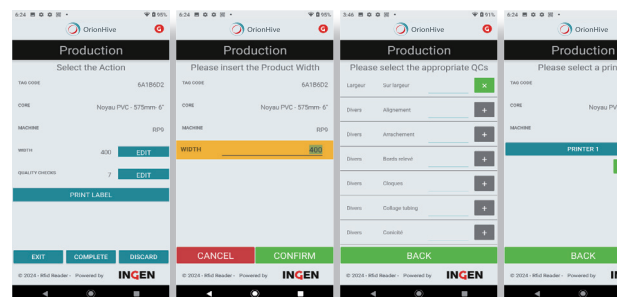 6:24
95%
OrionHive
G
Production
Select the Action
TAG CODE 6A1B6D2
CORE Noyau PVC - 575mm- 6"
MACHINE RP9
WIDTH 400 EDIT
QUALITY CHECKS 7 EDIT
PRINT LABEL
EXIT COMPLETE DISCARD
© 2024 - Rfid Reader - Powered by INGEN
6:24
95%
OrionHive
G
Production
Please insert the Product Width
TAG CODE 6A1B6D2
CORE Noyau PVC - 575mm- 6"
MACHINE RP9
WIDTH 400
CANCEL CONFIRM
© 2024 - Rfid Reader - Powered by INGEN
3:46
91%
OrionHive
G
Production
Please select the appropriate QCs
Largeur Sur largeur ×
Divers Alignement +
Divers Arrachement +
Divers Bords relevé +
Divers Cloques +
Divers Collage tubing +
Divers Conicité +
BACK
© 2024 - Rfid Reader - Powered by INGEN
6:24
OrionHive
Production
Please select a prin
TAG CODE
CORE Noyau PV
MACHINE
PRINTER 1
BACK
© 2024 - Rfid Reader - Powered by